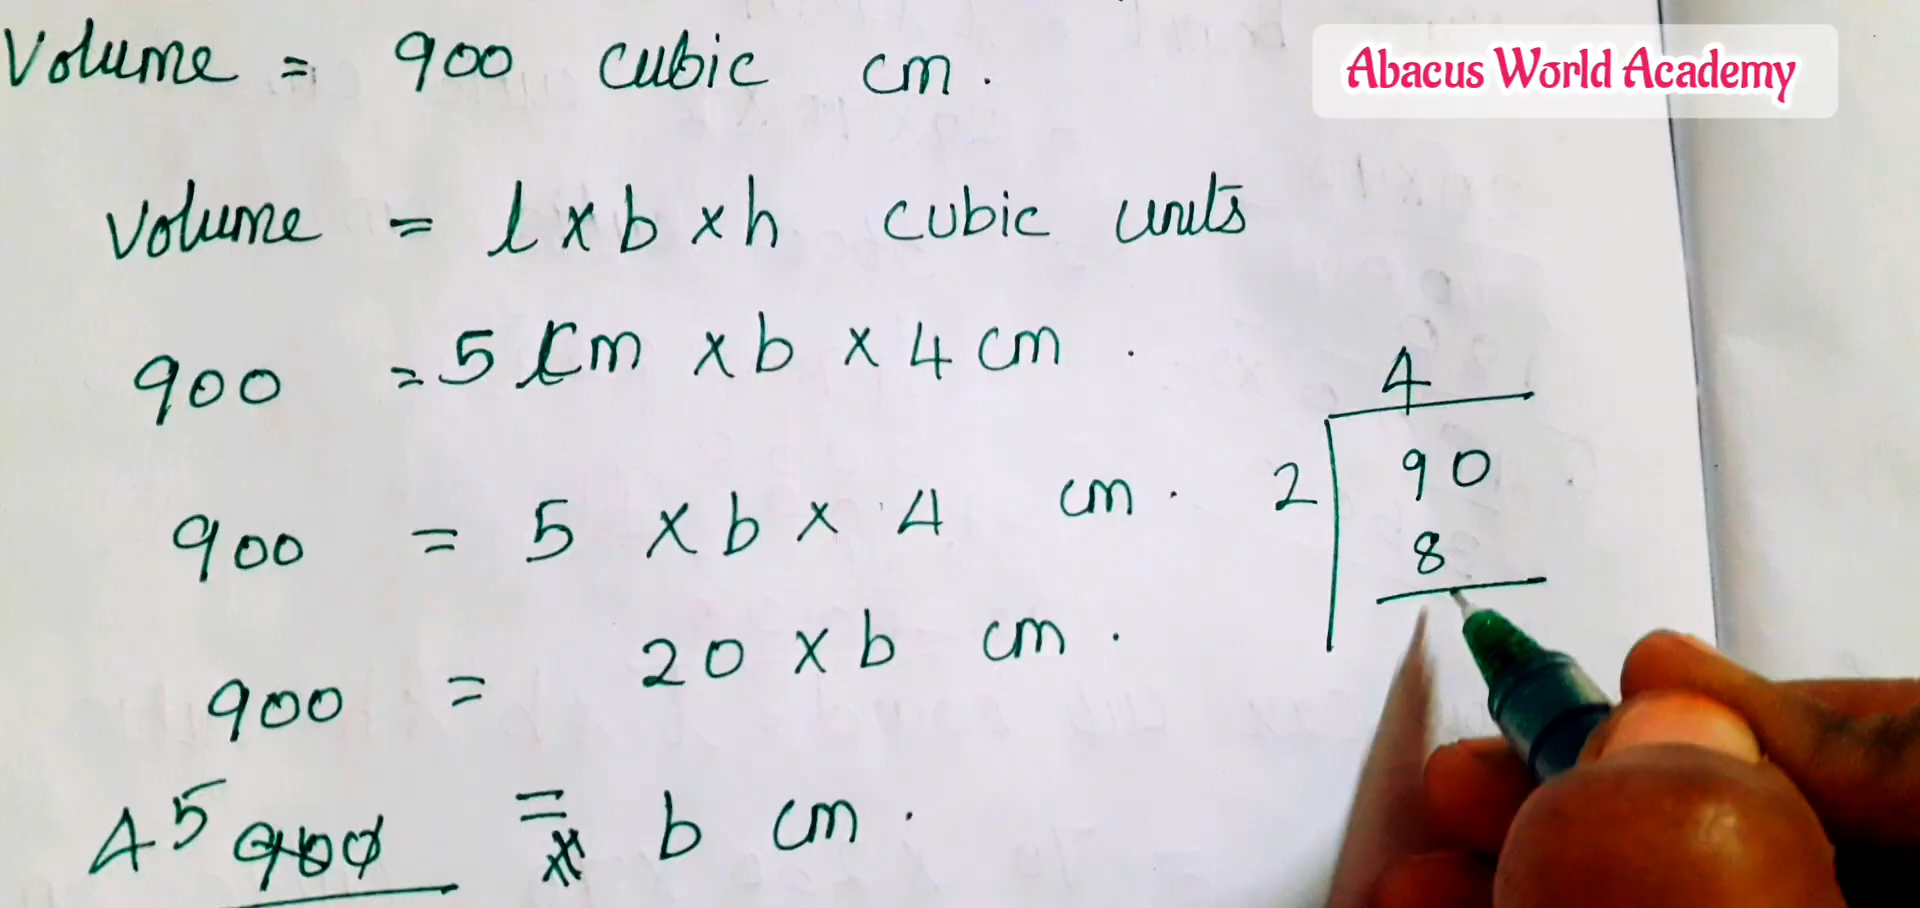 Volume = 900 cubic cm.
Abacus World Academy
Volume = l x b x h cubic units
900 = 5 cm x b x 4 cm.
900 = 5 x b x 4 cm.
900 = 20 x b cm.
45 900 = b cm.
4
2 90
8